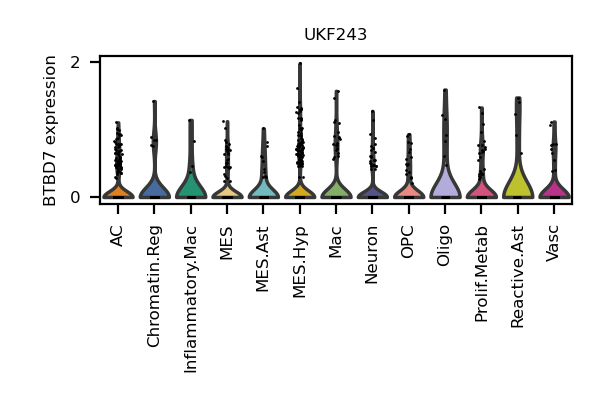 UKF243
BTBD7 expression
2
0
AC
Chromatin.Reg
Inflammatory.Mac
MES
MES.Ast
MES.Hyp
Mac
Neuron
OPC
Oligo
Prolif.Metab
Reactive.Ast
Vasc